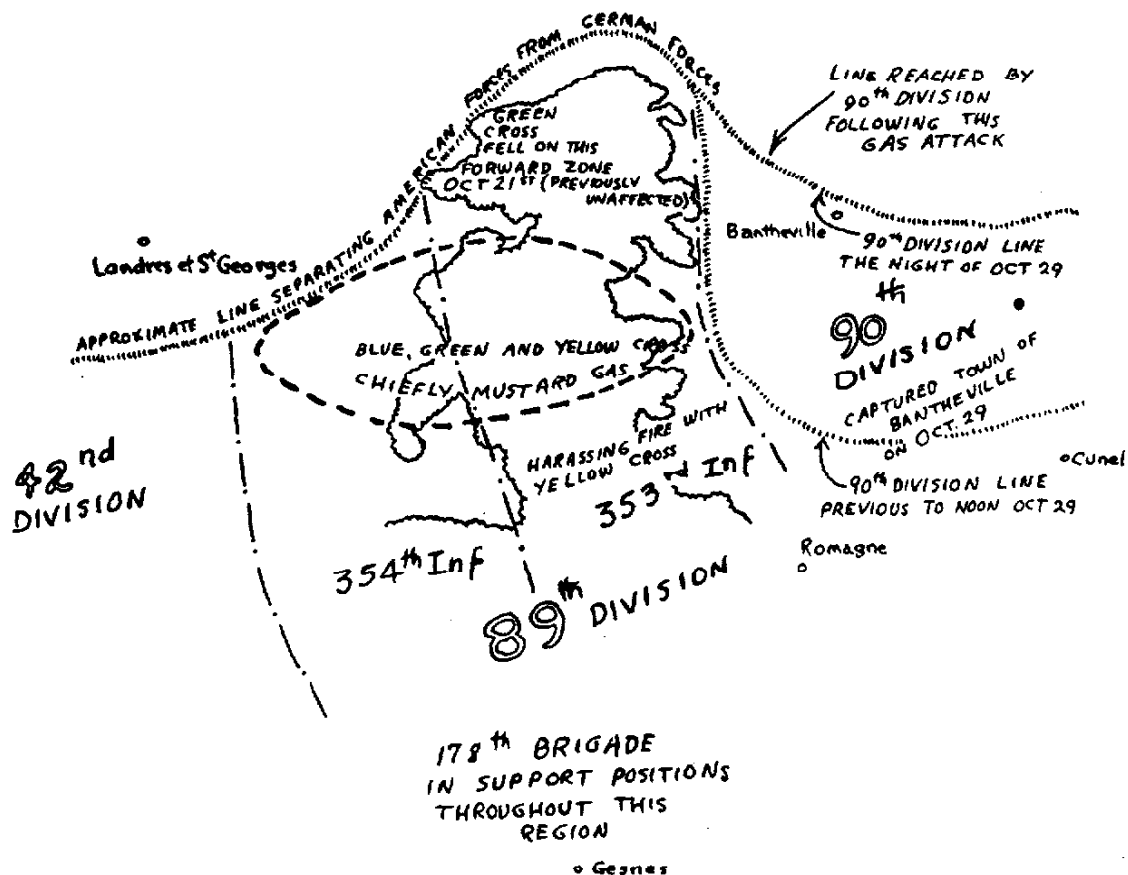 APPROXIMATE LINE SEPARATING AMERICAN FORCES FROM GERMAN FORCES
LINE REACHED BY
90th DIVISION
FOLLOWING THIS
GAS ATTACK
GREEN
CROSS
FELL ON THIS
FORWARD ZONE
OCT 21ST (PREVIOUSLY
UNAFFECTED)
Bantheville
90th DIVISION LINE
THE NIGHT OF OCT 29
Landres et St Georges
90th
DIVISION
BLUE, GREEN AND YELLOW CROSS
CHIEFLY MUSTARD GAS
CAPTURED TOWN OF
BANTHEVILLE
ON OCT. 29
HARASSING FIRE WITH
YELLOW CROSS
42nd
DIVISION
Cunel
353rd Inf
90th DIVISION LINE
PREVIOUS TO NOON OCT 29
Romagne
354th Inf
89th DIVISION
178th BRIGADE
IN SUPPORT POSITIONS
THROUGHOUT THIS
REGION
Gesnes